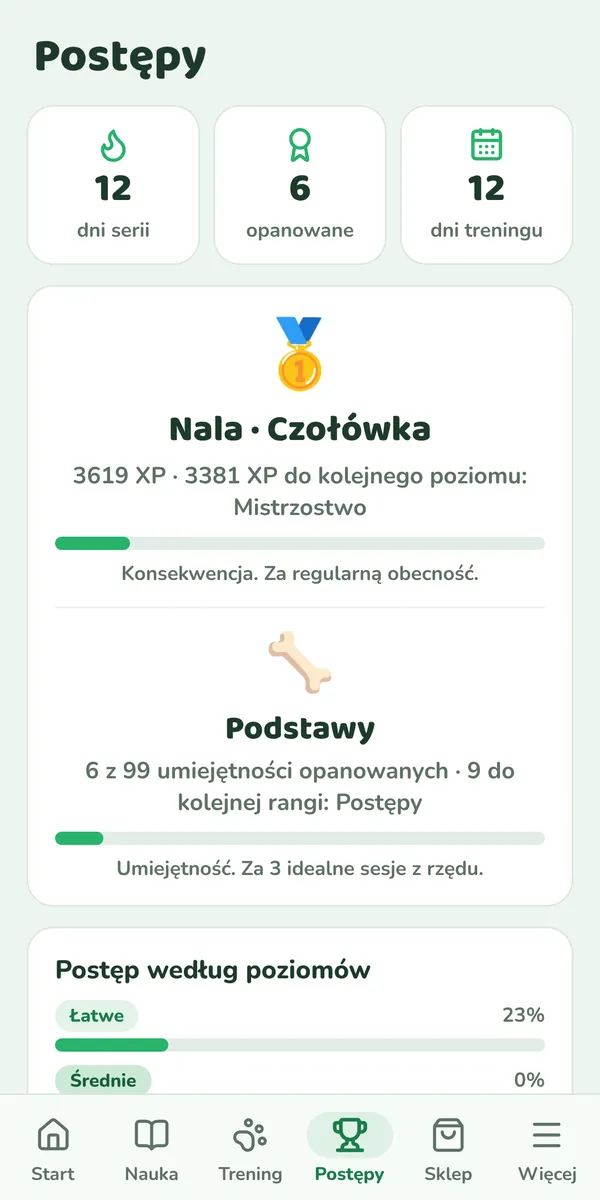 Postępy
12
dni serii
6
opanowane
12
dni treningu
1
Nala · Czołówka
3619 XP · 3381 XP do kolejnego poziomu:
Mistrzostwo
Konsekwencja. Za regularną obecność.
Podstawy
6 z 99 umiejętności opanowanych · 9 do
kolejnej rangi: Postępy
Umiejętność. Za 3 idealne sesje z rzędu.
Postęp według poziomów
Łatwe 23%
Średnie 0%
Start Nauka Trening Postępy Sklep Więcej